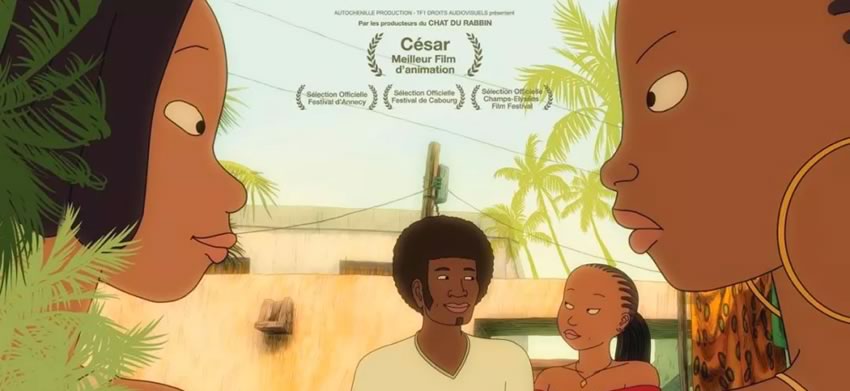 AUTOCHENILLE PRODUCTION - TF1 DROITS AUDIOVISUELS présentent
Par les producteurs du CHAT DU RABBIN
César
Meilleur Film
d'animation
Sélection Officielle
Festival d'Annecy
Sélection Officielle
Festival de Cabourg
Sélection Officielle
Champs-Elysées
Film Festival